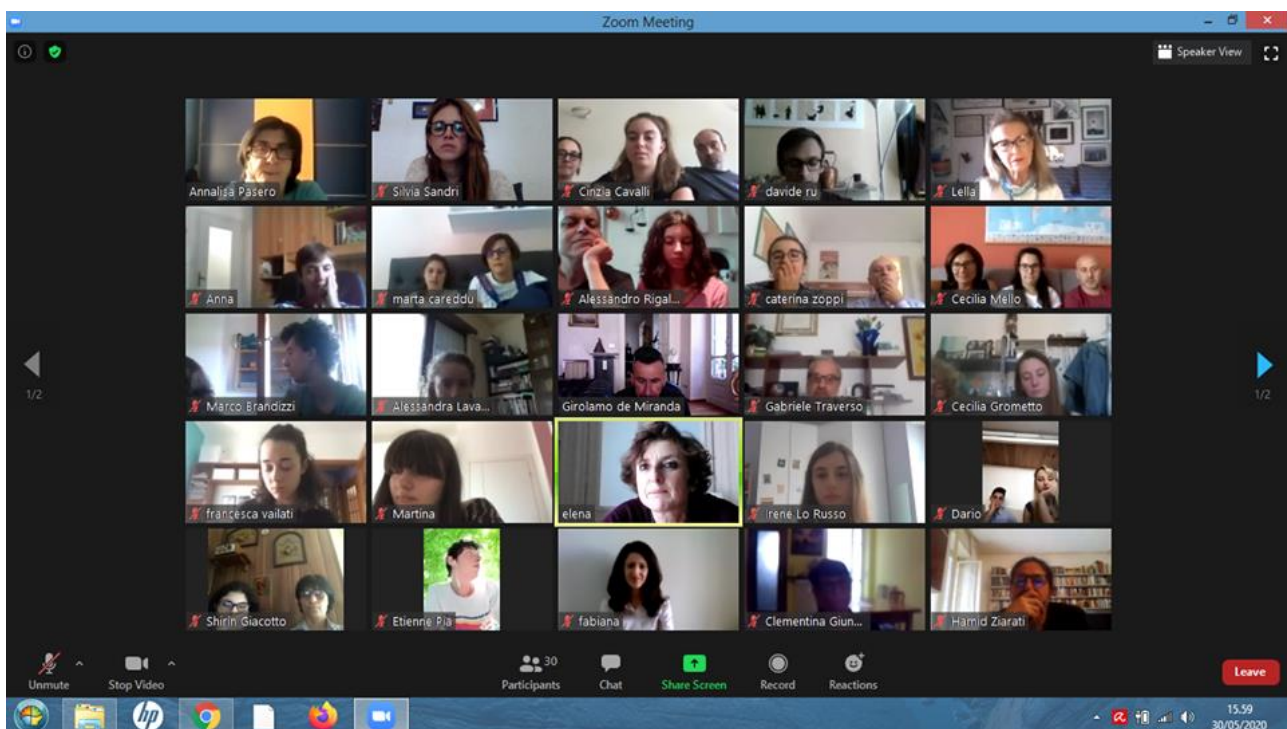 Zoom Meeting
Speaker View
Annalisa Pasero
Silvia Sandri
Cinzia Cavalli
davide ru
Lella
Anna
marta careddu
Alessandro Rigal...
caterina zoppi
Cecilia Mello
1/2
Marco Brandizzi
Alessandra Lava...
Girolamo de Miranda
Gabriele Traverso
Cecilia Grometto
1/2
francesca vailati
Martina
elena
Irene Lo Russo
Dario
Shirin Giacotto
Etienne Pia
fabiana
Clementina Giun...
Hamid Ziarati
Unmute
Stop Video
30
Participants
Chat
Share Screen
Record
Reactions
Leave
hp
15.59
30/05/2020